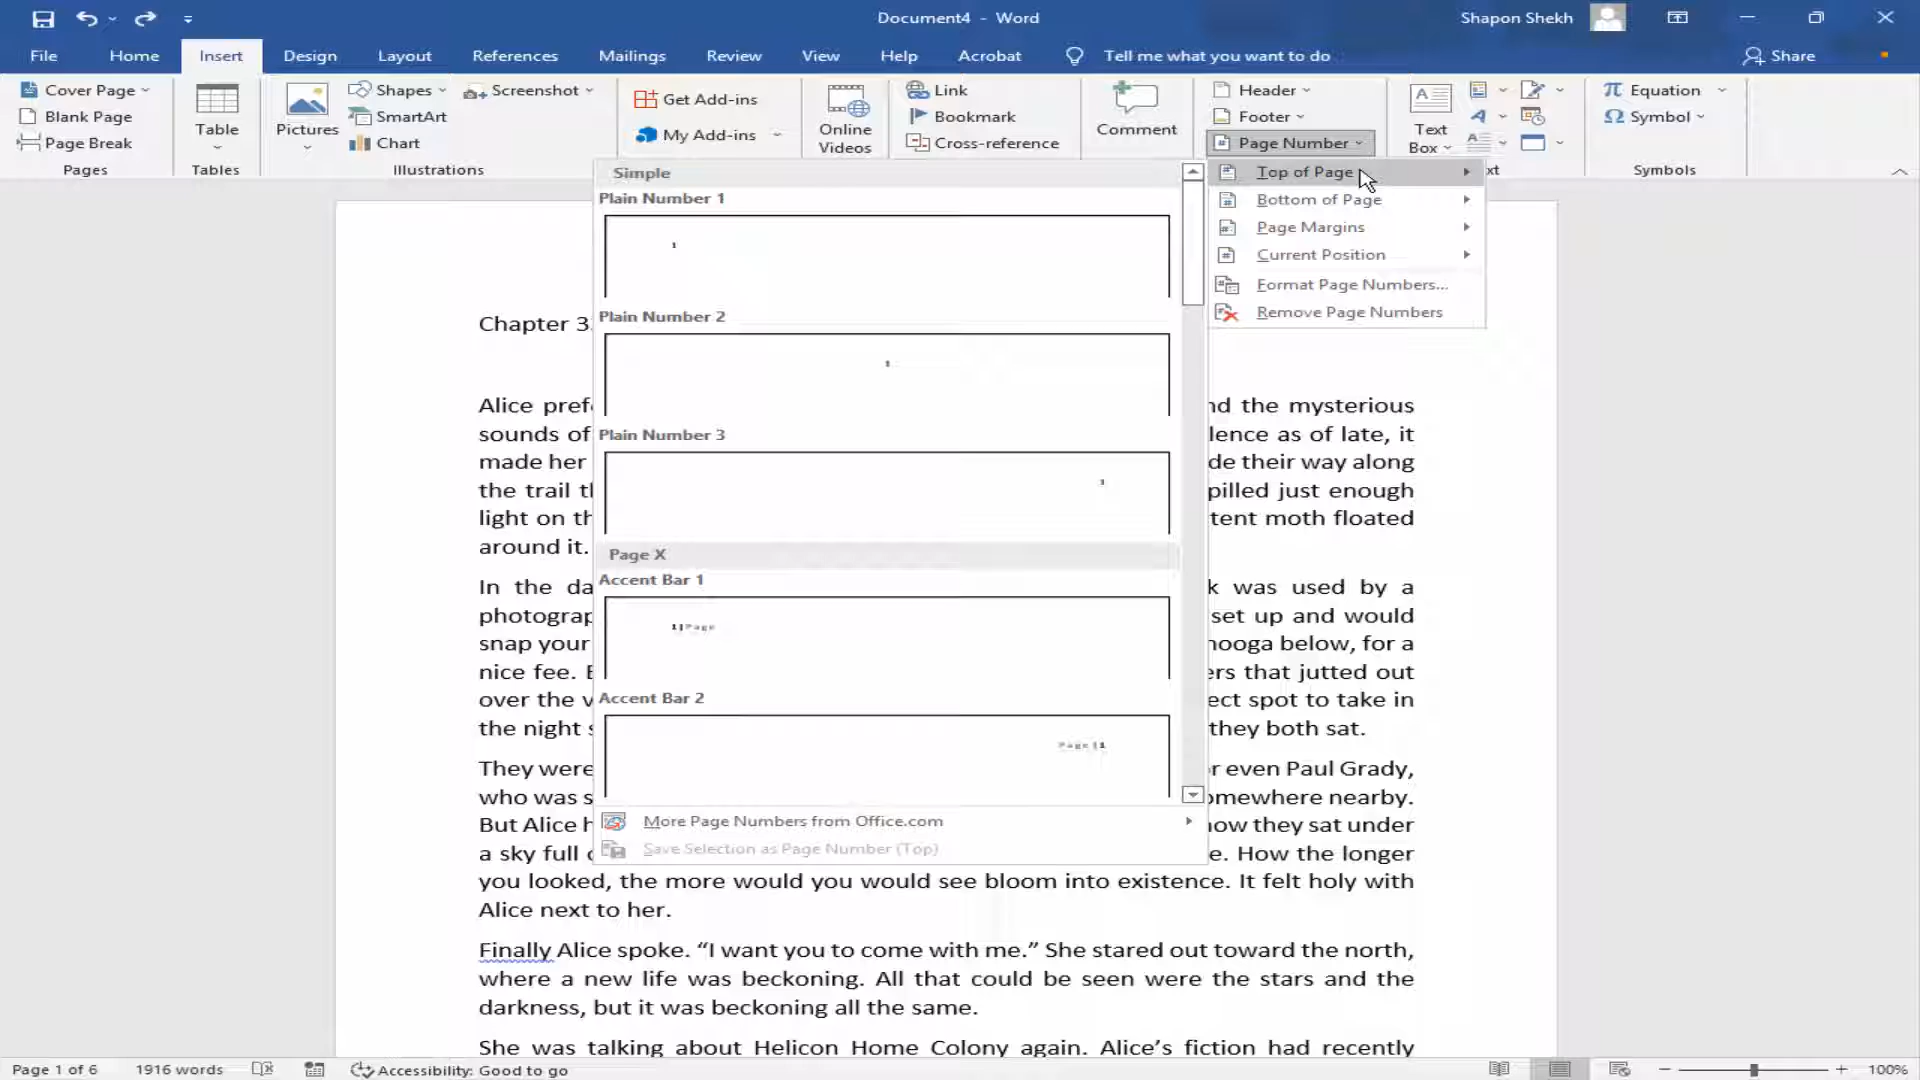 Document4 - Word
Shapon Shekh
File Home Insert Design Layout References Mailings Review View Help Acrobat Tell me what you want to do Share
Cover Page
Blank Page
Page Break
Pages
Table
Tables
Pictures
Shapes
SmartArt
Chart
Screenshot
Illustrations
Get Add-ins
My Add-ins
Online
Videos
Link
Bookmark
Cross-reference
Comment
Header
Footer
Page Number
Text
Box
xt
Equation
Symbol
Symbols
Top of Page
Bottom of Page
Page Margins
Current Position
Format Page Numbers...
Remove Page Numbers
Simple
Plain Number 1
1
Plain Number 2
1
Plain Number 3
1
Page X
Accent Bar 1
1|Page
Accent Bar 2
Page|1
More Page Numbers from Office.com
Save Selection as Page Number (Top)
Chapter 3
Alice pref nd the mysterious
sounds of lence as of late, it
made her de their way along
the trail t pilled just enough
light on th tent moth floated
around it.
In the da k was used by a
photograp set up and would
snap your nooga below, for a
nice fee. ers that jutted out
over the v ect spot to take in
the night s they both sat.
They were r even Paul Grady,
who was s omewhere nearby.
But Alice h now they sat under
a sky full e. How the longer
you looked, the more would you would see bloom into existence. It felt holy with
Alice next to her.
Finally Alice spoke. “I want you to come with me.” She stared out toward the north,
where a new life was beckoning. All that could be seen were the stars and the
darkness, but it was beckoning all the same.
She was talking about Helicon Home Colony again. Alice’s fiction had recently
Page 1 of 6 1916 words Accessibility: Good to go 100%